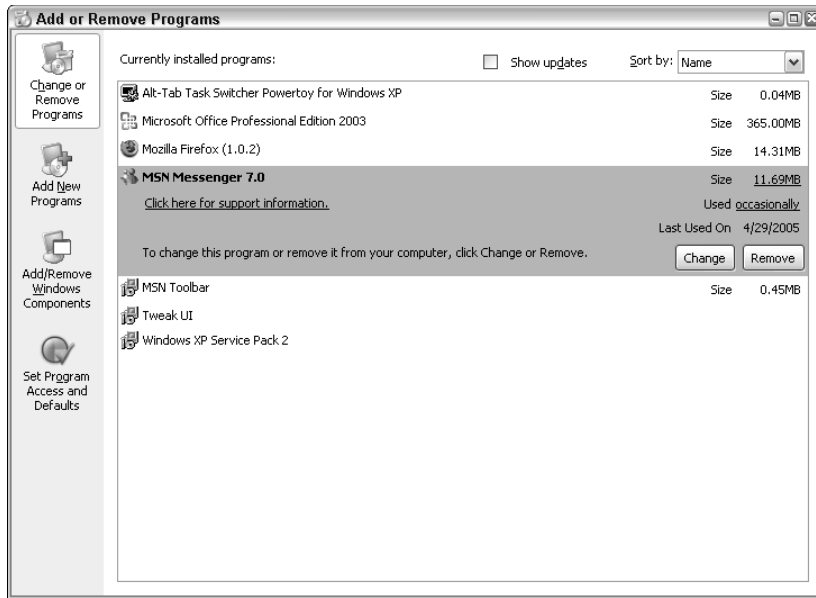 Add or Remove Programs
Change or
Remove
Programs
Add New
Programs
Add/Remove
Windows
Components
Set Program
Access and
Defaults
Currently installed programs:
Show updates
Sort by: Name
Alt-Tab Task Switcher Powertoy for Windows XP Size 0.04MB
Microsoft Office Professional Edition 2003 Size 365.00MB
Mozilla Firefox (1.0.2) Size 14.31MB
MSN Messenger 7.0 Size 11.69MB
Click here for support information. Used occasionally
Last Used On 4/29/2005
To change this program or remove it from your computer, click Change or Remove. Change Remove
MSN Toolbar Size 0.45MB
Tweak UI
Windows XP Service Pack 2